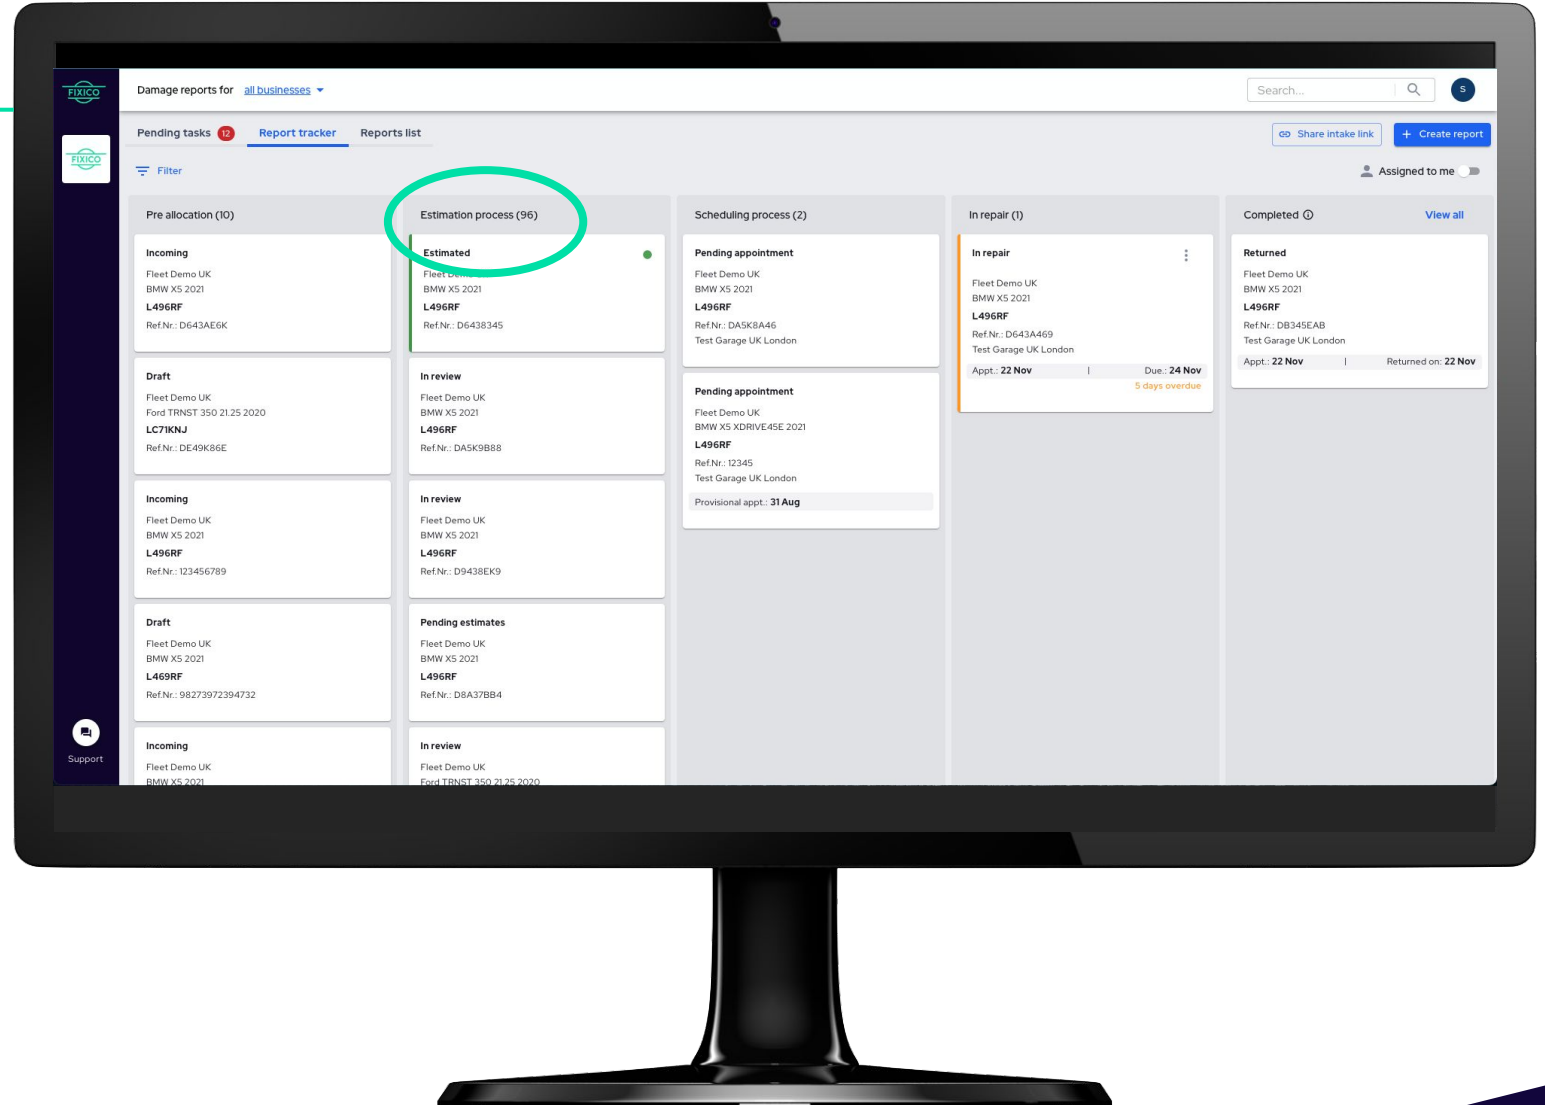 FIXICO
Damage reports for all businesses
Search...
S
FIXICO
Pending tasks 12 Report tracker Reports list
Share intake link
+ Create report
Filter
Assigned to me
Pre allocation (10)
Incoming
Fleet Demo UK
BMW X5 2021
L496RF
Ref.Nr.: D643AE6K
Draft
Fleet Demo UK
Ford TRNST 350 21.25 2020
LC71KNJ
Ref.Nr.: DE49K86E
Incoming
Fleet Demo UK
BMW X5 2021
L496RF
Ref.Nr.: 123456789
Draft
Fleet Demo UK
BMW X5 2021
L469RF
Ref.Nr.: 98273972394732
Incoming
Fleet Demo UK
BMW X5 2021
Estimation process (96)
Estimated
Fleet
BMW X5 2021
L496RF
Ref.Nr.: D6438345
In review
Fleet Demo UK
BMW X5 2021
L496RF
Ref.Nr.: DA5K9B88
In review
Fleet Demo UK
BMW X5 2021
L496RF
Ref.Nr.: D9438EK9
Pending estimates
Fleet Demo UK
BMW X5 2021
L496RF
Ref.Nr.: D8A37BB4
In review
Fleet Demo UK
Ford TRNST 350 21.25 2020
Scheduling process (2)
Pending appointment
Fleet Demo UK
BMW X5 2021
L496RF
Ref.Nr.: DA5K8A46
Test Garage UK London
Pending appointment
Fleet Demo UK
BMW X5 XDRIVE45E 2021
L496RF
Ref.Nr.: 12345
Test Garage UK London
Provisional appt.: 31 Aug
In repair (1)
In repair
Fleet Demo UK
BMW X5 2021
L496RF
Ref.Nr.: D643A469
Test Garage UK London
Appt.: 22 Nov | Due.: 24 Nov
5 days overdue
Completed View all
Returned
Fleet Demo UK
BMW X5 2021
L496RF
Ref.Nr.: DB345EAB
Test Garage UK London
Appt.: 22 Nov | Returned on: 22 Nov
Support